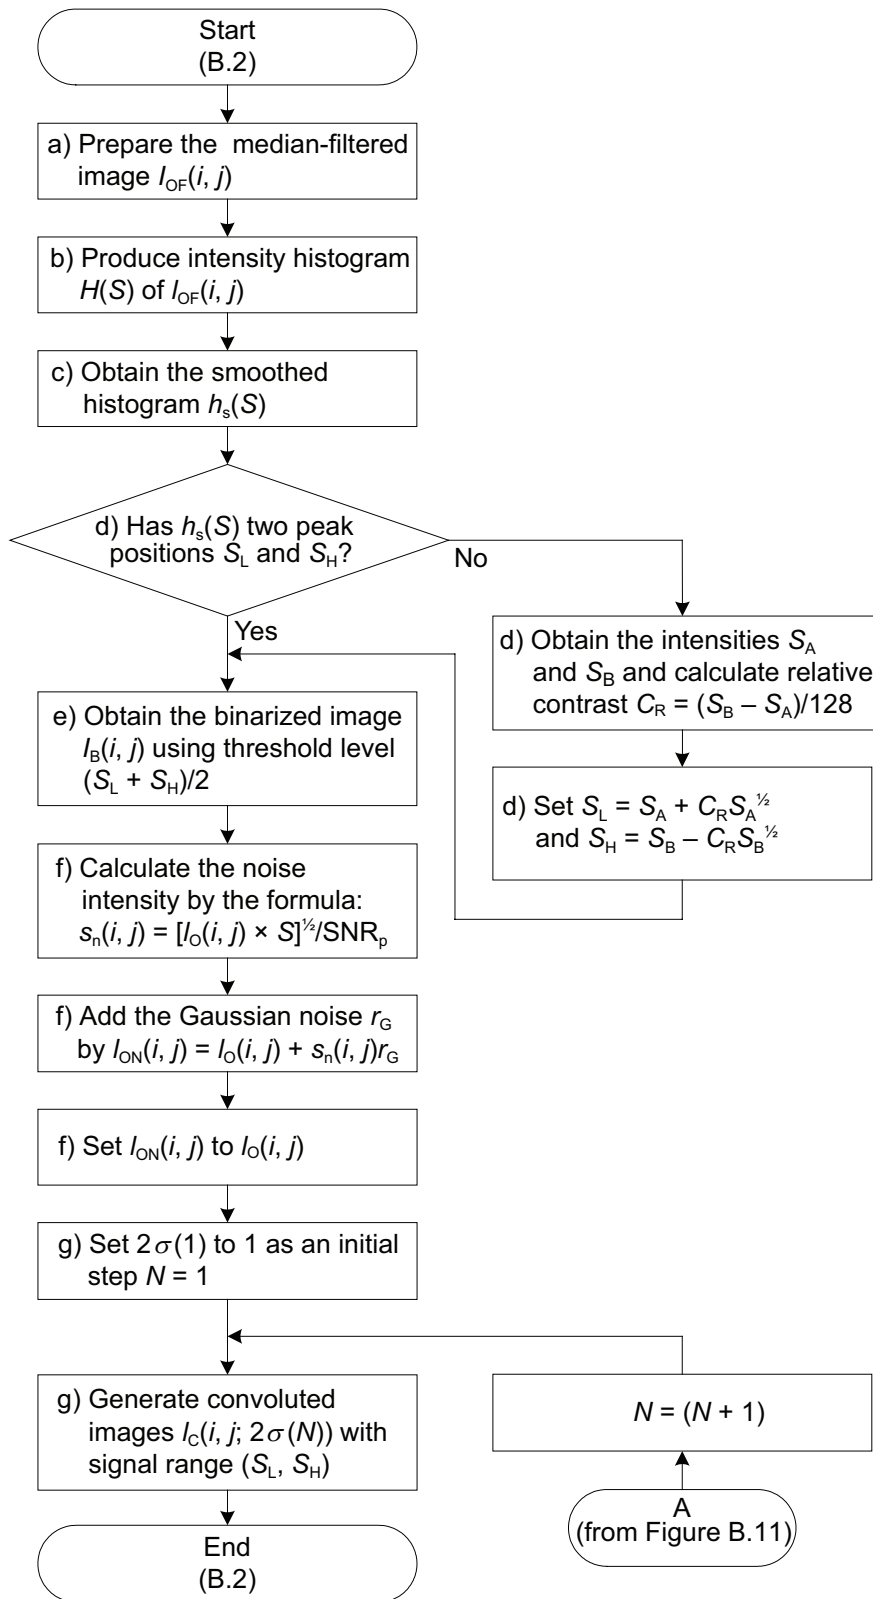 Start
(B.2)
a) Prepare the median-filtered
image I_OF(i, j)
b) Produce intensity histogram
H(S) of I_OF(i, j)
c) Obtain the smoothed
histogram h_s(S)
d) Has h_s(S) two peak
positions S_L and S_H?
No
Yes
d) Obtain the intensities S_A
and S_B and calculate relative
contrast C_R = (S_B – S_A)/128
d) Set S_L = S_A + C_R S_A^½
and S_H = S_B – C_R S_B^½
e) Obtain the binarized image
I_B(i, j) using threshold level
(S_L + S_H)/2
f) Calculate the noise
intensity by the formula:
s_n(i, j) = [I_O(i, j) × S]^½/SNR_p
f) Add the Gaussian noise r_G
by I_ON(i, j) = I_O(i, j) + s_n(i, j)r_G
f) Set I_ON(i, j) to I_O(i, j)
g) Set 2σ(1) to 1 as an initial
step N = 1
g) Generate convoluted
images I_C(i, j; 2σ(N)) with
signal range (S_L, S_H)
N = (N + 1)
A
(from Figure B.11)
End
(B.2)